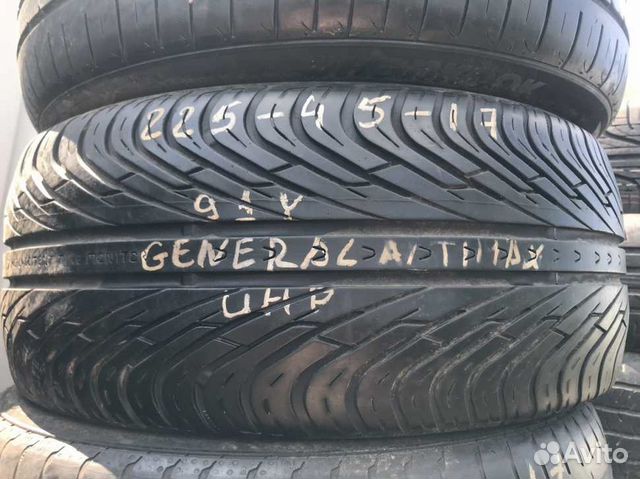 225-45-17
91Y
GENERAL ALTIMAX
UHP
Avito